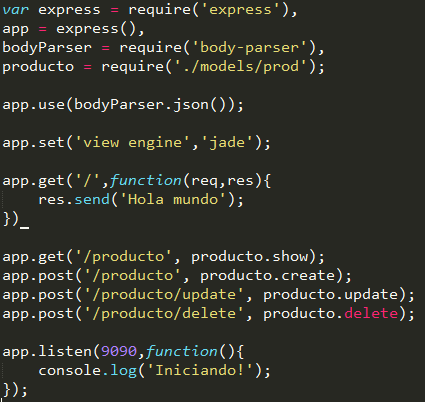 var express = require('express'),
app = express(),
bodyParser = require('body-parser'),
producto = require('./models/prod');
app.use(bodyParser.json());
app.set('view engine','jade');
app.get('/',function(req,res){
    res.send('Hola mundo');
})
app.get('/producto', producto.show);
app.post('/producto', producto.create);
app.post('/producto/update', producto.update);
app.post('/producto/delete', producto.delete);
app.listen(9090,function(){
    console.log('Iniciando!');
});